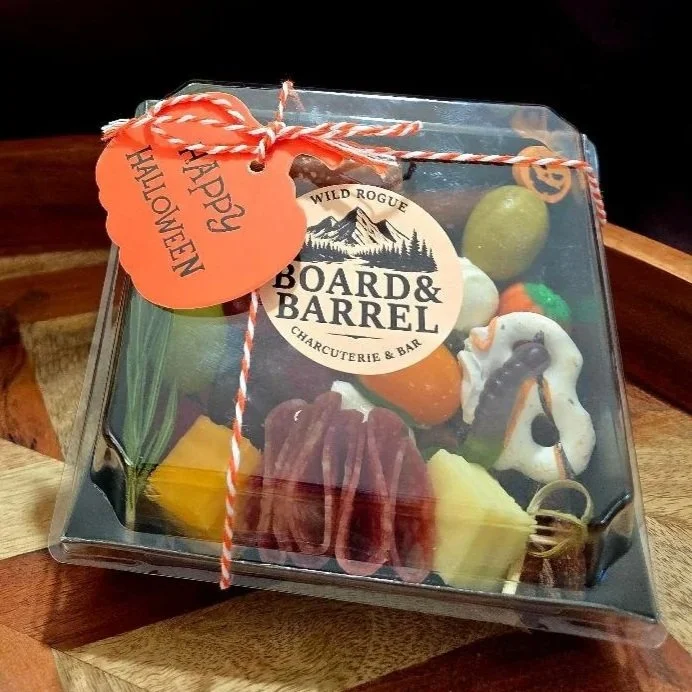 HAPPY
HALLOWEEN
WILD ROGUE
BOARD&
BARREL
CHARCUTERIE & BAR